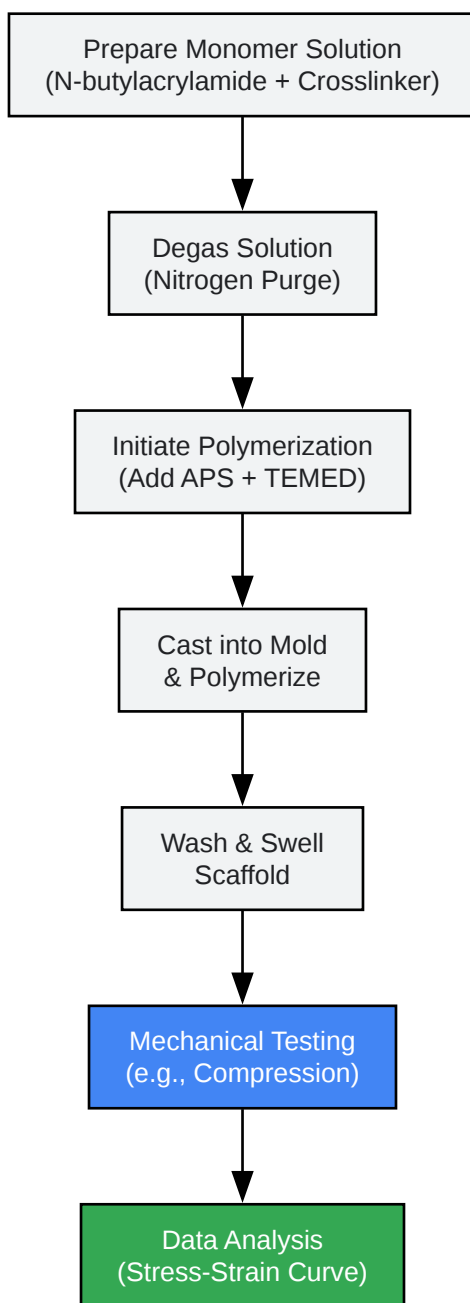 Prepare Monomer Solution
(N-butylacrylamide + Crosslinker)
Degas Solution
(Nitrogen Purge)
Initiate Polymerization
(Add APS + TEMED)
Cast into Mold
& Polymerize
Wash & Swell
Scaffold
Mechanical Testing
(e.g., Compression)
Data Analysis
(Stress-Strain Curve)